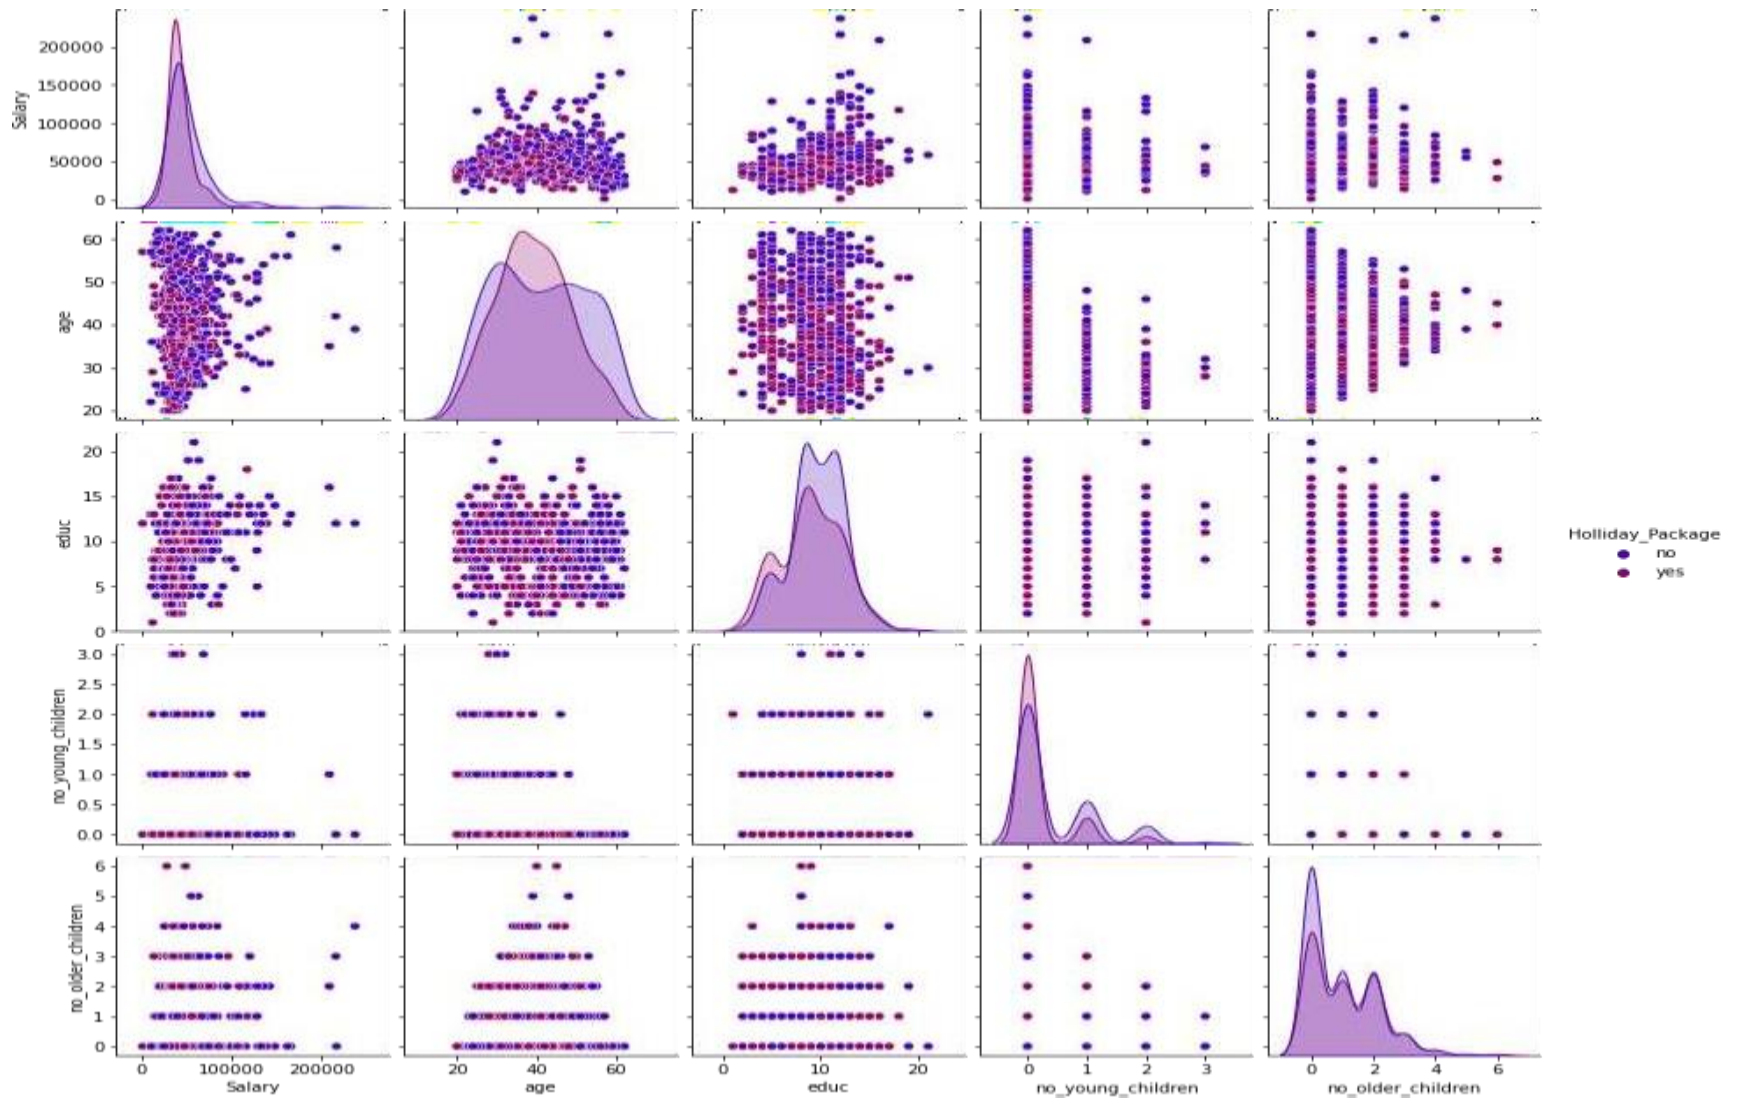 Salary
200000
150000
100000
50000
0
age
60
50
40
30
20
educ
20
15
10
5
0
Holliday_Package
no
yes
no_young_children
3.0
2.5
2.0
1.5
1.0
0.5
0.0
no_older_children
6
5
4
3
2
1
0
0 100000 200000 20 40 60 0 10 20 0 1 2 3 0 2 4 6
Salary age educ no_young_children no_older_children